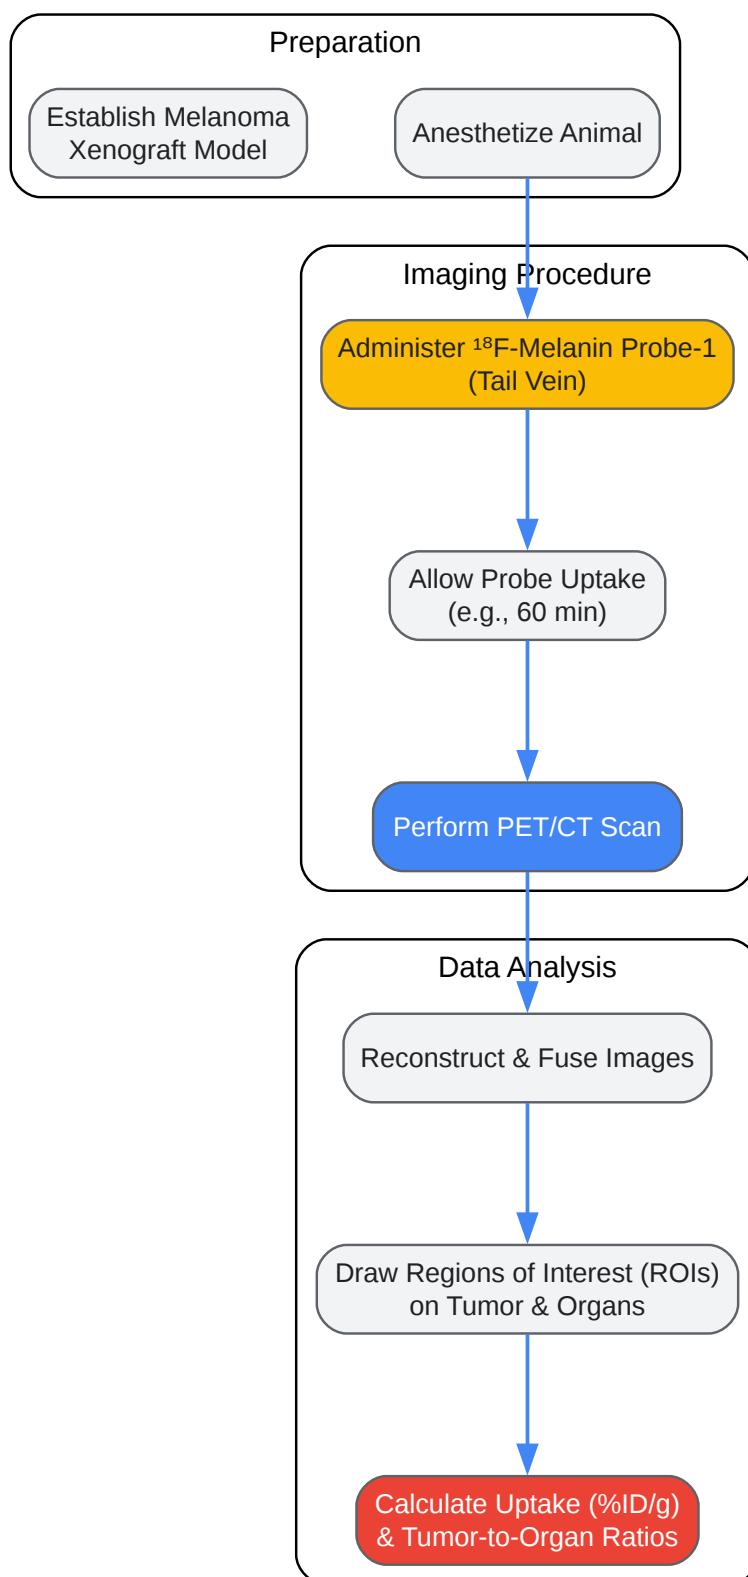 Preparation
Establish Melanoma
Xenograft Model
Anesthetize Animal
Imaging Procedure
Administer ¹⁸F-Melanin Probe-1
(Tail Vein)
Allow Probe Uptake
(e.g., 60 min)
Perform PET/CT Scan
Data Analysis
Reconstruct & Fuse Images
Draw Regions of Interest (ROIs)
on Tumor & Organs
Calculate Uptake (%ID/g)
& Tumor-to-Organ Ratios